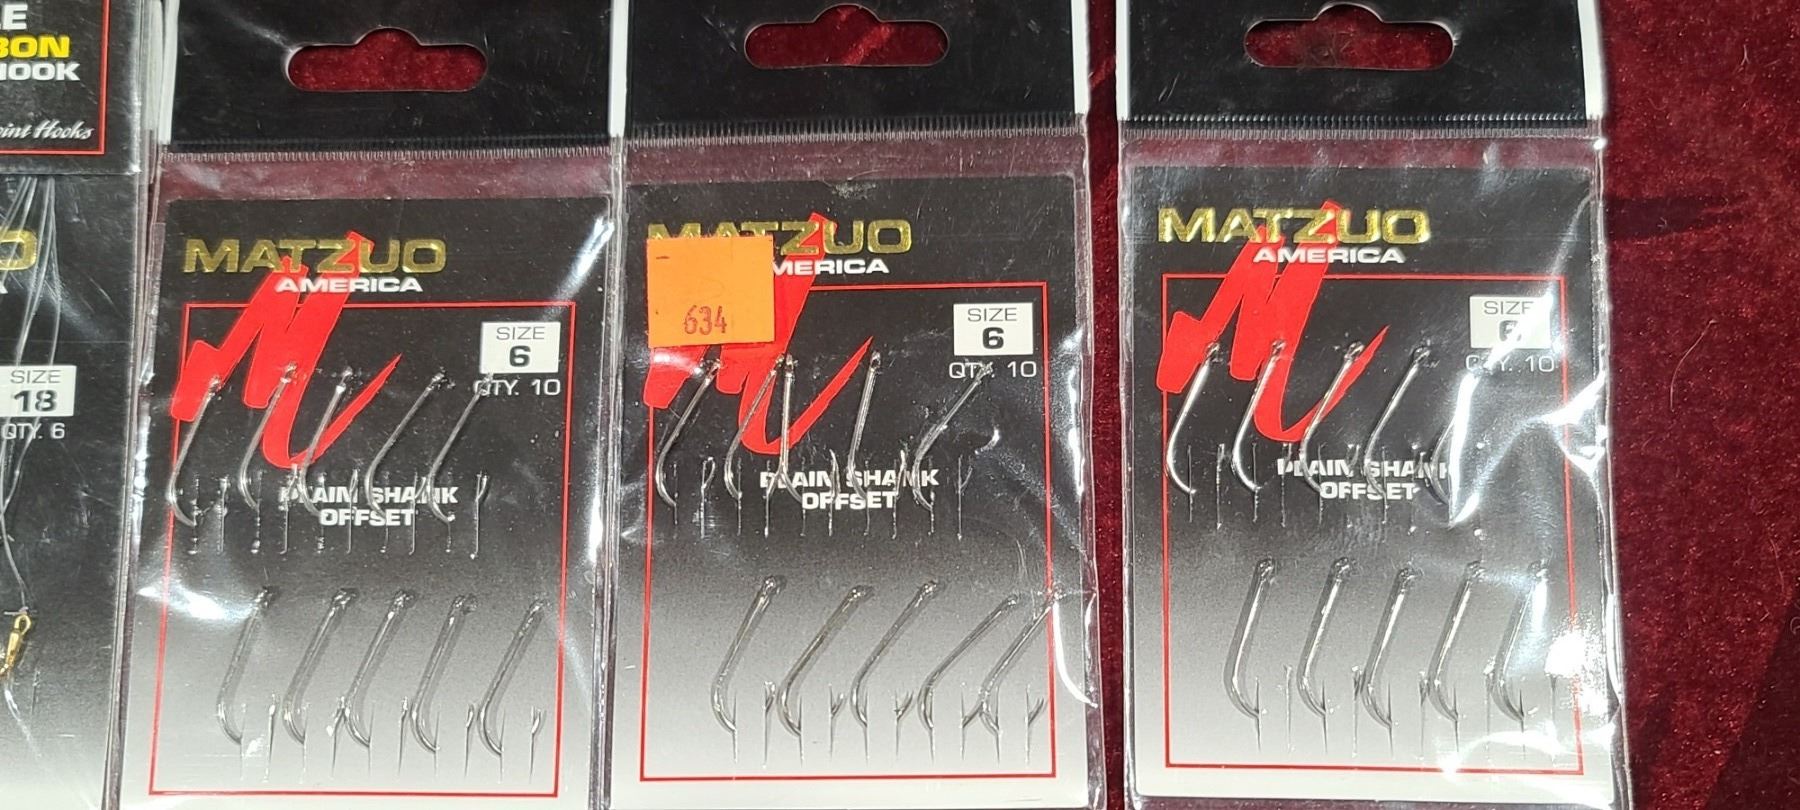 HOOK
SIZE
18
QTY. 6
MATZUO
AMERICA
SIZE
6
QTY. 10
PLAIN SHANK
OFFSET
MATZUO
AMERICA
634
SIZE
6
QTY. 10
PLAIN SHANK
OFFSET
MATZUO
AMERICA
SIZE
6
QTY. 10
PLAIN SHANK
OFFSET